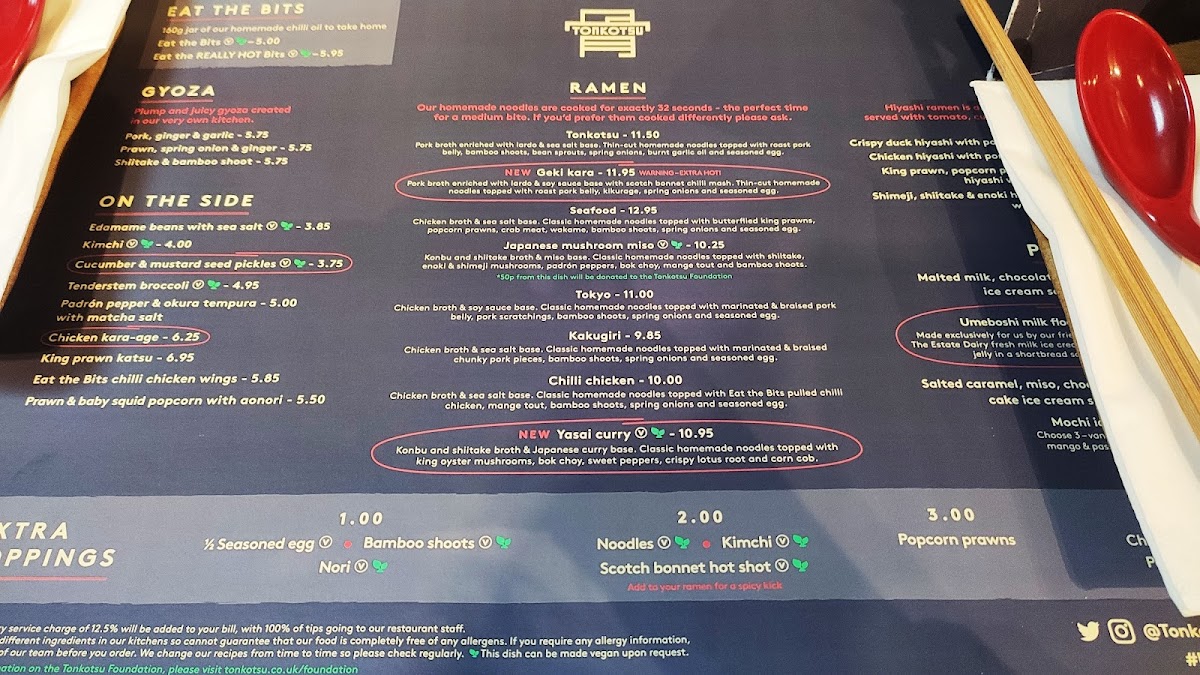 EAT THE BITS
160g jar of our homemade chilli oil to take home
Eat the Bits Ⓥ - 5.00
Eat the REALLY HOT Bits Ⓥ - 5.95
GYOZA
Plump and juicy gyoza created
in our very own kitchen.
Pork, ginger & garlic - 5.75
Prawn, spring onion & ginger - 5.75
Shiitake & bamboo shoot - 5.75
ON THE SIDE
Edamame beans with sea salt Ⓥ - 3.85
Kimchi Ⓥ - 4.00
Cucumber & mustard seed pickles Ⓥ - 3.75
Tenderstem broccoli Ⓥ - 4.95
Padrón pepper & okura tempura - 5.00
with matcha salt
Chicken kara-age - 6.25
King prawn katsu - 6.95
Eat the Bits chilli chicken wings - 5.85
Prawn & baby squid popcorn with aonori - 5.50
TONKOTSU
RAMEN
Our homemade noodles are cooked for exactly 32 seconds - the perfect time
for a medium bite. If you'd prefer them cooked differently please ask.
Tonkotsu - 11.50
Pork broth enriched with lardo & sea salt base. Thin-cut homemade noodles topped with roast pork
belly, bamboo shoots, bean sprouts, spring onions, burnt garlic oil and seasoned egg.
NEW Geki kara - 11.95 WARNING - EXTRA HOT!
Pork broth enriched with lardo & soy sauce base with scotch bonnet chilli mash. Thin-cut homemade
noodles topped with roast pork belly, kikurage, spring onions and seasoned egg.
Seafood - 12.95
Chicken broth & sea salt base. Classic homemade noodles topped with butterflied king prawns,
popcorn prawns, crab meat, wakame, bamboo shoots, spring onions and seasoned egg.
Japanese mushroom miso Ⓥ - 10.25
Konbu and shiitake broth & miso base. Classic homemade noodles topped with shiitake,
enoki & shimeji mushrooms, padrón peppers, bok choy, mange tout and bamboo shoots.
*50p from this dish will be donated to the Tonkotsu Foundation
Tokyo - 11.00
Chicken broth & soy sauce base. Classic homemade noodles topped with marinated & braised pork
belly, pork scratchings, bamboo shoots, spring onions and seasoned egg.
Kakugiri - 9.85
Chicken broth & sea salt base. Classic homemade noodles topped with marinated & braised
chunky pork pieces, bamboo shoots, spring onions and seasoned egg.
Chilli chicken - 10.00
Chicken broth & sea salt base. Classic homemade noodles topped with Eat the Bits pulled chilli
chicken, mange tout, bamboo shoots, spring onions and seasoned egg.
NEW Yasai curry Ⓥ - 10.95
Konbu and shiitake broth & Japanese curry base. Classic homemade noodles topped with
king oyster mushrooms, bok choy, sweet peppers, crispy lotus root and corn cob.
Hiyashi ramen is
served with tomato,
Crispy duck hiyashi with
Chicken hiyashi with
King prawn, popcorn
hiyashi
Shimeji, shiitake & enoki
Malted milk,
ice cream
Umeboshi milk
Made exclusively for us by our
The Estate Dairy fresh milk ice
jelly in a shortbread
Salted caramel, miso,
cake ice cream
Mochi
Choose 3 - 
mango &
EXTRA
TOPPINGS
1.00
½ Seasoned egg Ⓥ • Bamboo shoots Ⓥ
Nori Ⓥ
2.00
Noodles Ⓥ • Kimchi Ⓥ
Scotch bonnet hot shot Ⓥ
Add to your ramen for a spicy kick
3.00
Popcorn prawns
service charge of 12.5% will be added to your bill, with 100% of tips going to our restaurant staff.
different ingredients in our kitchens so cannot guarantee that our food is completely free of any allergens. If you require any allergy information,
of our team before you order. We change our recipes from time to time so please check regularly. This dish can be made vegan upon request.
on the Tonkotsu Foundation, please visit tonkotsu.co.uk/foundation